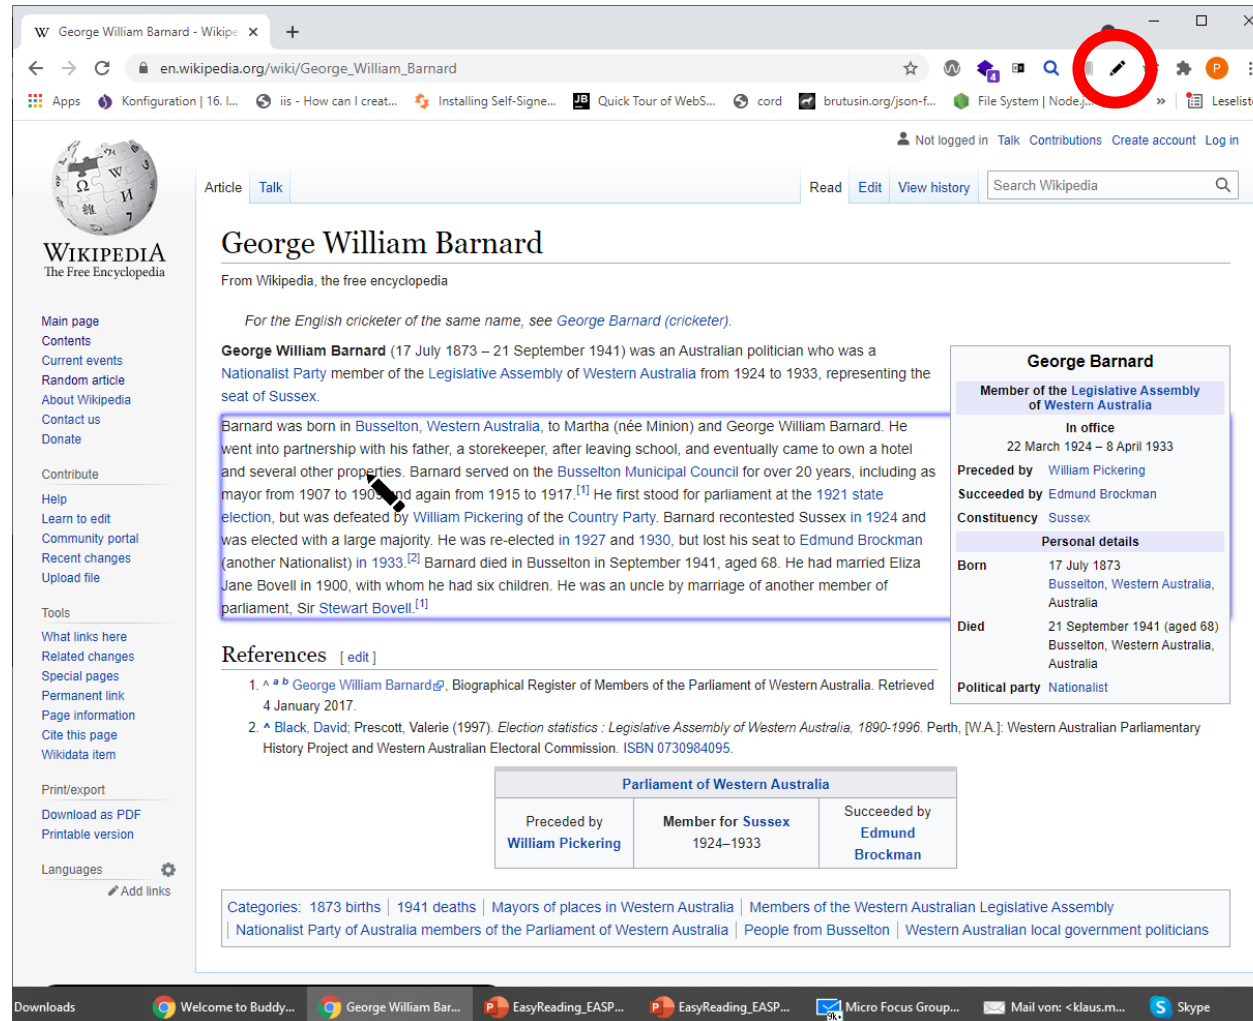 George William Barnard - Wikipe
en.wikipedia.org/wiki/George_William_Barnard
P
4
Apps
Konfiguration | 16. I...
iis - How can I creat...
Installing Self-Signe...
JB Quick Tour of WebS...
cord
brutusin.org/json-f...
File System | Node.j...
»
Leselist
Not logged in Talk Contributions Create account Log in
Article Talk
Read Edit View history
Search Wikipedia
WIKIPEDIA
The Free Encyclopedia
Main page
Contents
Current events
Random article
About Wikipedia
Contact us
Donate
Contribute
Help
Learn to edit
Community portal
Recent changes
Upload file
Tools
What links here
Related changes
Special pages
Permanent link
Page information
Cite this page
Wikidata item
Print/export
Download as PDF
Printable version
Languages
Add links
George William Barnard
From Wikipedia, the free encyclopedia
For the English cricketer of the same name, see George Barnard (cricketer).
George William Barnard (17 July 1873 – 21 September 1941) was an Australian politician who was a
Nationalist Party member of the Legislative Assembly of Western Australia from 1924 to 1933, representing the
seat of Sussex.
Barnard was born in Busselton, Western Australia, to Martha (née Minion) and George William Barnard. He
went into partnership with his father, a storekeeper, after leaving school, and eventually came to own a hotel
and several other properties. Barnard served on the Busselton Municipal Council for over 20 years, including as
mayor from 1907 to 1909 and again from 1915 to 1917.[1] He first stood for parliament at the 1921 state
election, but was defeated by William Pickering of the Country Party. Barnard recontested Sussex in 1924 and
was elected with a large majority. He was re-elected in 1927 and 1930, but lost his seat to Edmund Brockman
(another Nationalist) in 1933.[2] Barnard died in Busselton in September 1941, aged 68. He had married Eliza
Jane Bovell in 1900, with whom he had six children. He was an uncle by marriage of another member of
parliament, Sir Stewart Bovell.[1]
George Barnard
Member of the Legislative Assembly
of Western Australia
In office
22 March 1924 – 8 April 1933
Preceded by William Pickering
Succeeded by Edmund Brockman
Constituency Sussex
Personal details
Born 17 July 1873
Busselton, Western Australia,
Australia
Died 21 September 1941 (aged 68)
Busselton, Western Australia,
Australia
Political party Nationalist
References [ edit ]
1. ^ a b George William Barnard, Biographical Register of Members of the Parliament of Western Australia. Retrieved
4 January 2017.
2. ^ Black, David; Prescott, Valerie (1997). Election statistics : Legislative Assembly of Western Australia, 1890-1996. Perth, [W.A.]: Western Australian Parliamentary
History Project and Western Australian Electoral Commission. ISBN 0730984095.
Parliament of Western Australia
Preceded by
William Pickering
Member for Sussex
1924–1933
Succeeded by
Edmund
Brockman
Categories: 1873 births | 1941 deaths | Mayors of places in Western Australia | Members of the Western Australian Legislative Assembly
| Nationalist Party of Australia members of the Parliament of Western Australia | People from Busselton | Western Australian local government politicians
Downloads
Welcome to Buddy...
George William Bar...
EasyReading_EASP...
EasyReading_EASP...
Micro Focus Group...
Mail von: <klaus.m...
Skype